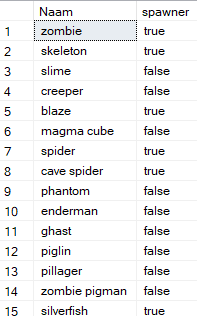 Naam spawner
1 zombie true
2 skeleton true
3 slime false
4 creeper false
5 blaze true
6 magma cube false
7 spider true
8 cave spider true
9 phantom false
10 enderman false
11 ghast false
12 piglin false
13 pillager false
14 zombie pigman false
15 silverfish true